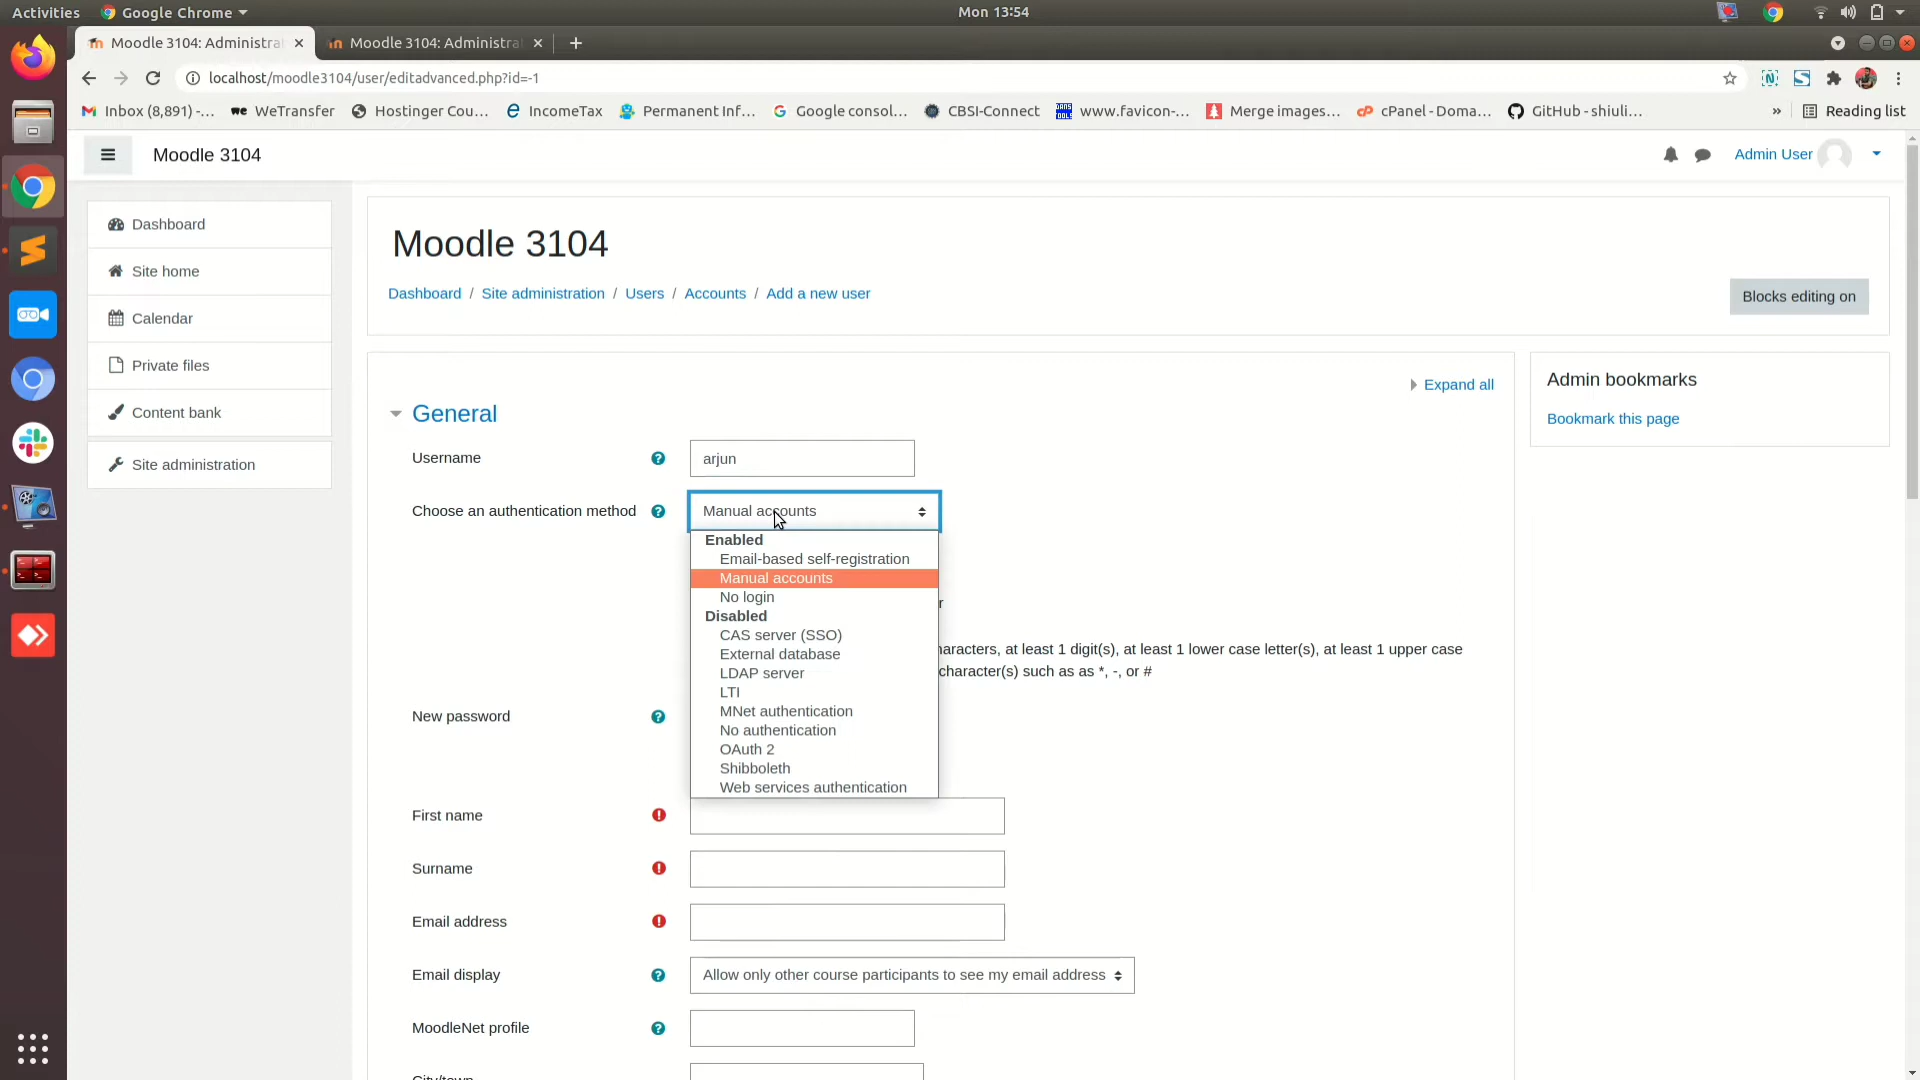 Activities Google Chrome Mon 13:54
Moodle 3104: Administra Moodle 3104: Administra
localhost/moodle3104/user/editadvanced.php?id=-1
Inbox (8,891) -... WeTransfer Hostinger Cou... IncomeTax Permanent Inf... Google consol... CBSI-Connect www.favicon-... Merge images... cPanel - Doma... GitHub - shiuli... » Reading list
Moodle 3104 Admin User
Dashboard
Site home
Calendar
Private files
Content bank
Site administration
Moodle 3104
Dashboard / Site administration / Users / Accounts / Add a new user
Blocks editing on
Expand all
Admin bookmarks
Bookmark this page
General
Username arjun
Choose an authentication method Manual accounts
Enabled
Email-based self-registration
Manual accounts
No login
Disabled
CAS server (SSO)
External database
LDAP server
LTI
MNet authentication
No authentication
OAuth 2
Shibboleth
Web services authentication
r
haracters, at least 1 digit(s), at least 1 lower case letter(s), at least 1 upper case
character(s) such as as *, -, or #
New password
First name
Surname
Email address
Email display Allow only other course participants to see my email address
MoodleNet profile
City/town